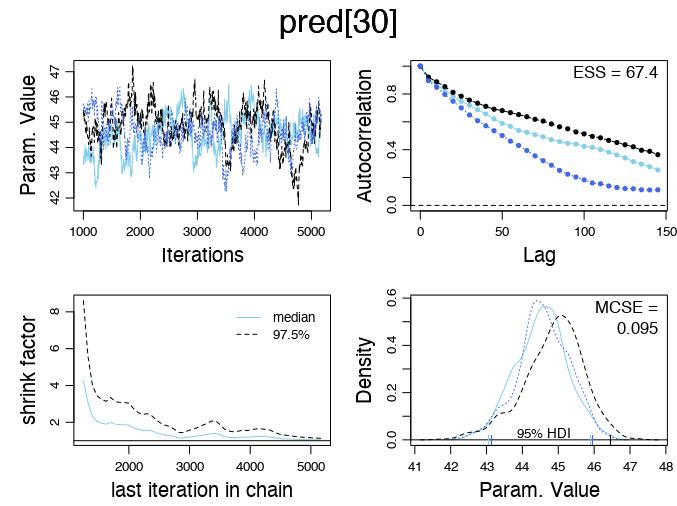 pred[30]
Param. Value
42 43 44 45 46 47
1000 2000 3000 4000 5000
Iterations
Autocorrelation
0.0 0.4 0.8
ESS = 67.4
0 50 100 150
Lag
shrink factor
2 4 6 8
median
97.5%
2000 3000 4000 5000
last iteration in chain
Density
0.0 0.2 0.4 0.6
MCSE =
0.095
95% HDI
41 42 43 44 45 46 47 48
Param. Value